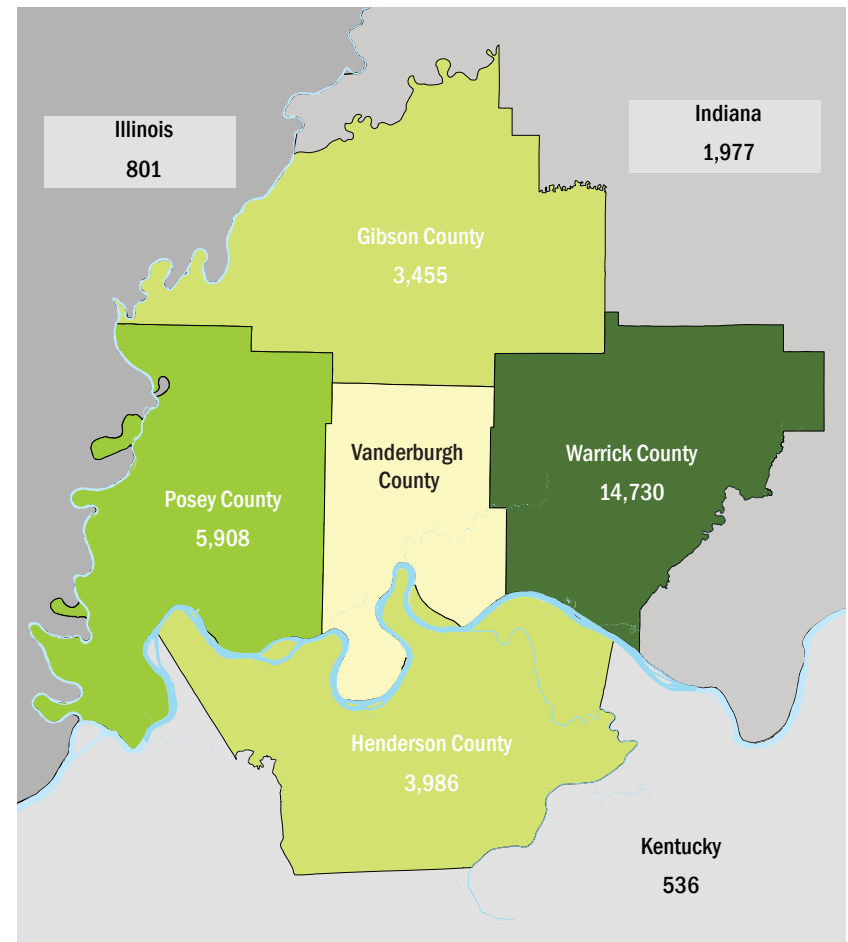 Illinois
801
Indiana
1,977
Gibson County
3,455
Vanderburgh
County
Warrick County
14,730
Posey County
5,908
Henderson County
3,986
Kentucky
536